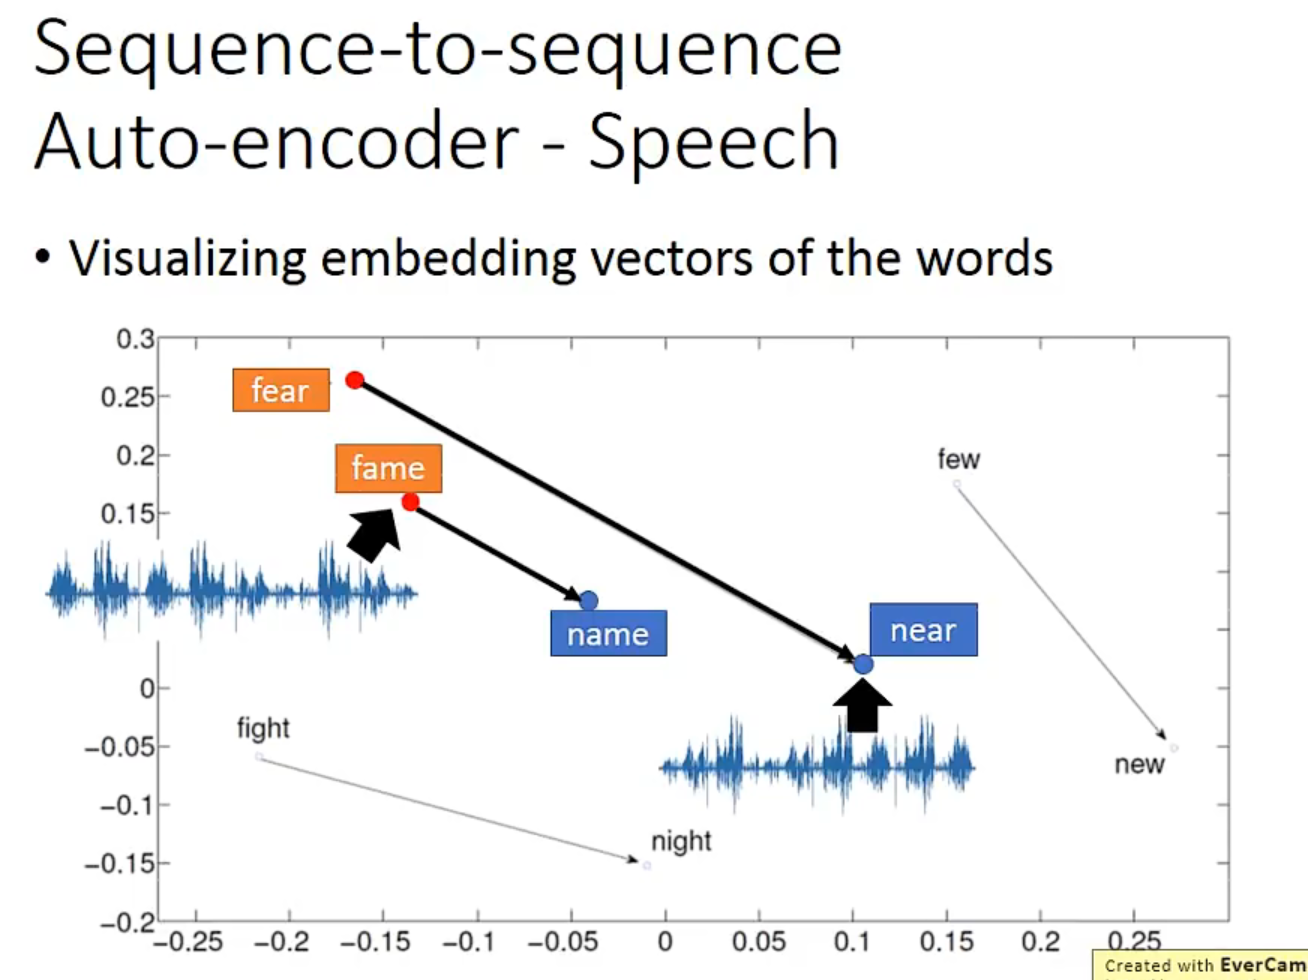 Sequence-to-sequence
Auto-encoder - Speech
• Visualizing embedding vectors of the words
0.3
0.25
0.2
0.15
0
−0.05
−0.1
−0.15
−0.2
fear
fame
few
name
near
fight
new
night
−0.25 −0.2 −0.15 −0.1 −0.05 0 0.05 0.1 0.15 0.2 0.25
Created with EverCam